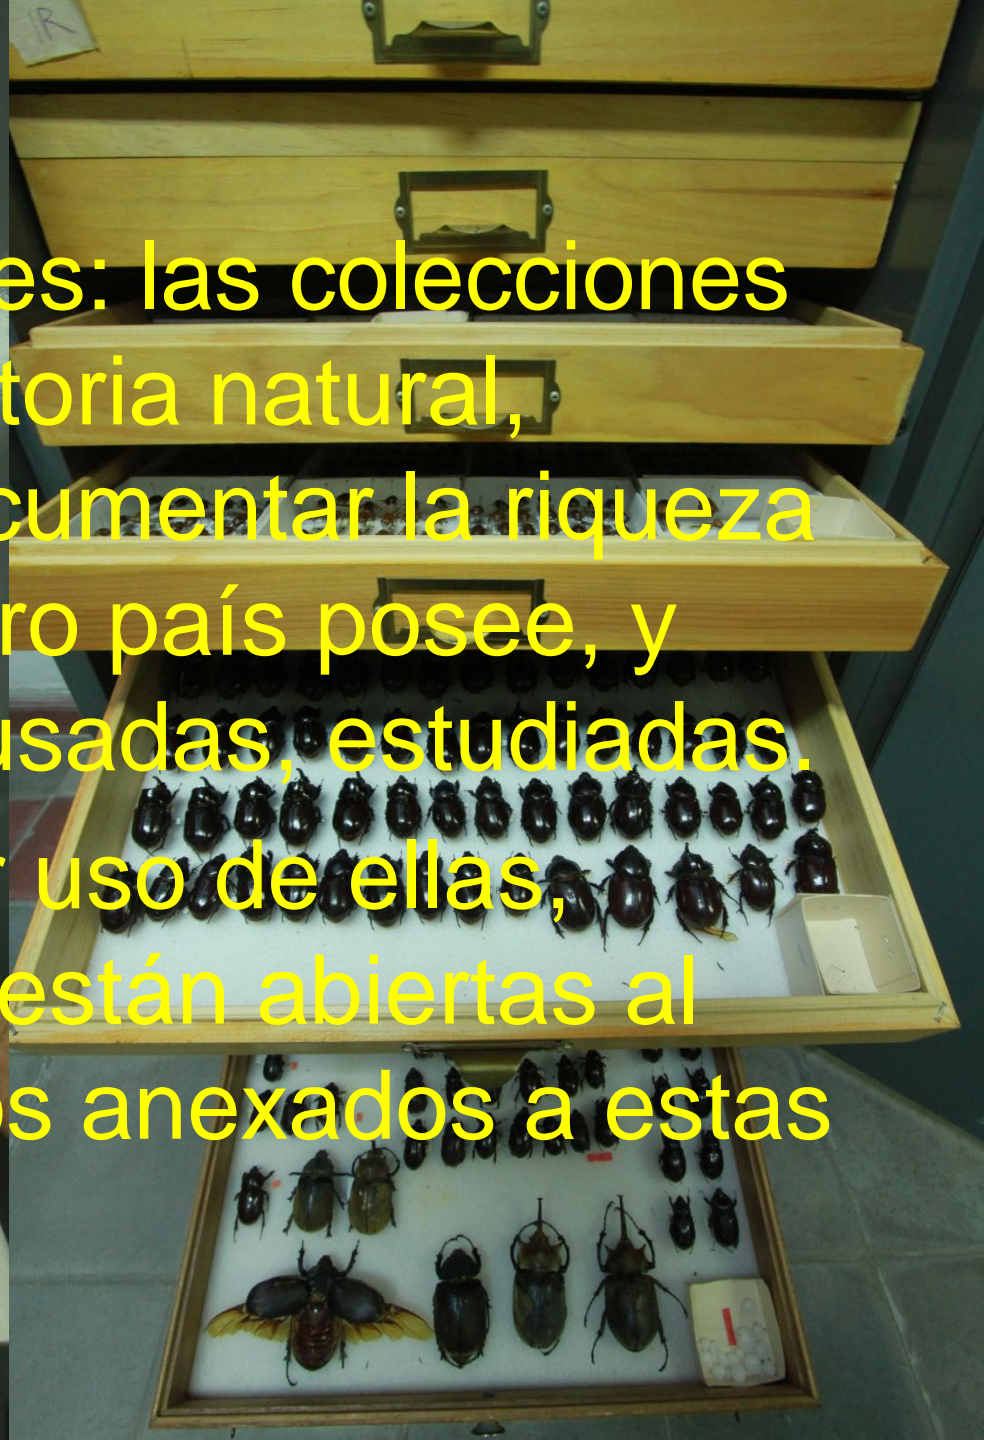 R
es: las colecciones
toria natural,
cumentar la riqueza
ro país posee, y
usadas, estudiadas.
r uso de ellas,
están abiertas al
os anexados a estas